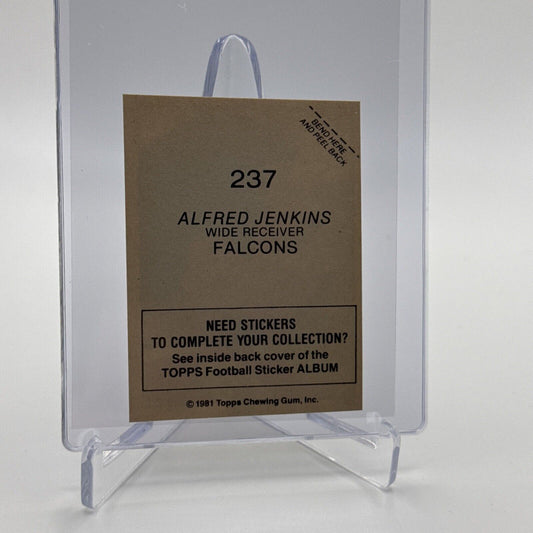 BEND HERE
AND PEEL BACK
237
ALFRED JENKINS
WIDE RECEIVER
FALCONS
NEED STICKERS
TO COMPLETE YOUR COLLECTION?
See inside back cover of the
TOPPS Football Sticker ALBUM
© 1981 Topps Chewing Gum, Inc.